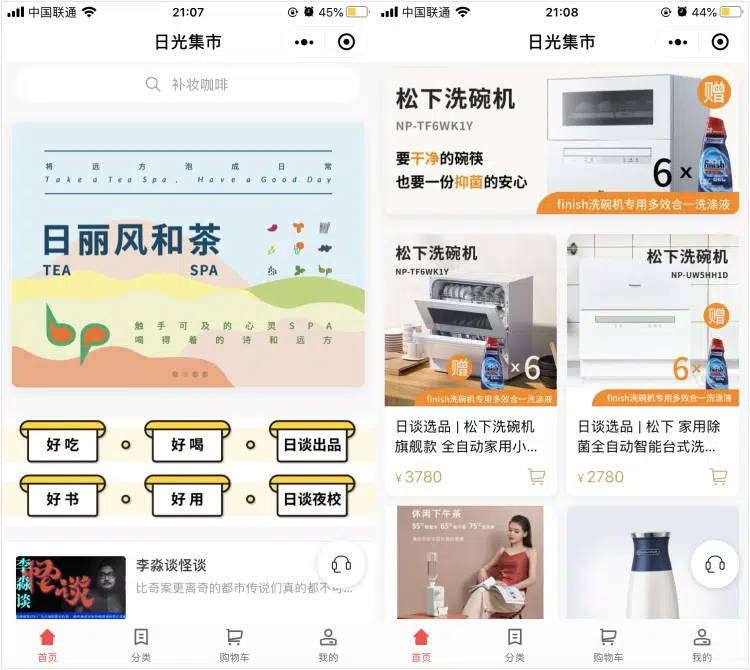 中国联通
21:07
45%
日光集市
补妆咖啡
将远方泡成日常
Take a Tea Spa, Have a Good Day
日丽风和茶
TEA SPA
bp
触手可及的心灵SPA
喝得着的诗和远方
好吃
好喝
日谈出品
好书
好用
日谈夜校
李淼谈
怪谈
李淼谈怪谈
比奇案更离奇的都市传说们真的都不可...
首页
分类
购物车
我的
中国联通
21:08
44%
日光集市
松下洗碗机
NP-TF6WK1Y
要干净的碗筷
也要一份抑菌的安心
赠
finish
6×
finish洗碗机专用多效合一洗涤液
松下洗碗机
NP-TF6WK1Y
赠
×6
finish洗碗机专用多效合一洗涤液
日谈选品 | 松下洗碗机
旗舰款 全自动家用小...
¥3780
松下洗碗机
NP-UW5HH1D
赠
6×
finish洗碗机专用多效合一洗涤液
日谈选品 | 松下 家用除
菌全自动智能台式洗...
¥2780
休闲下午茶
首页
分类
购物车
我的